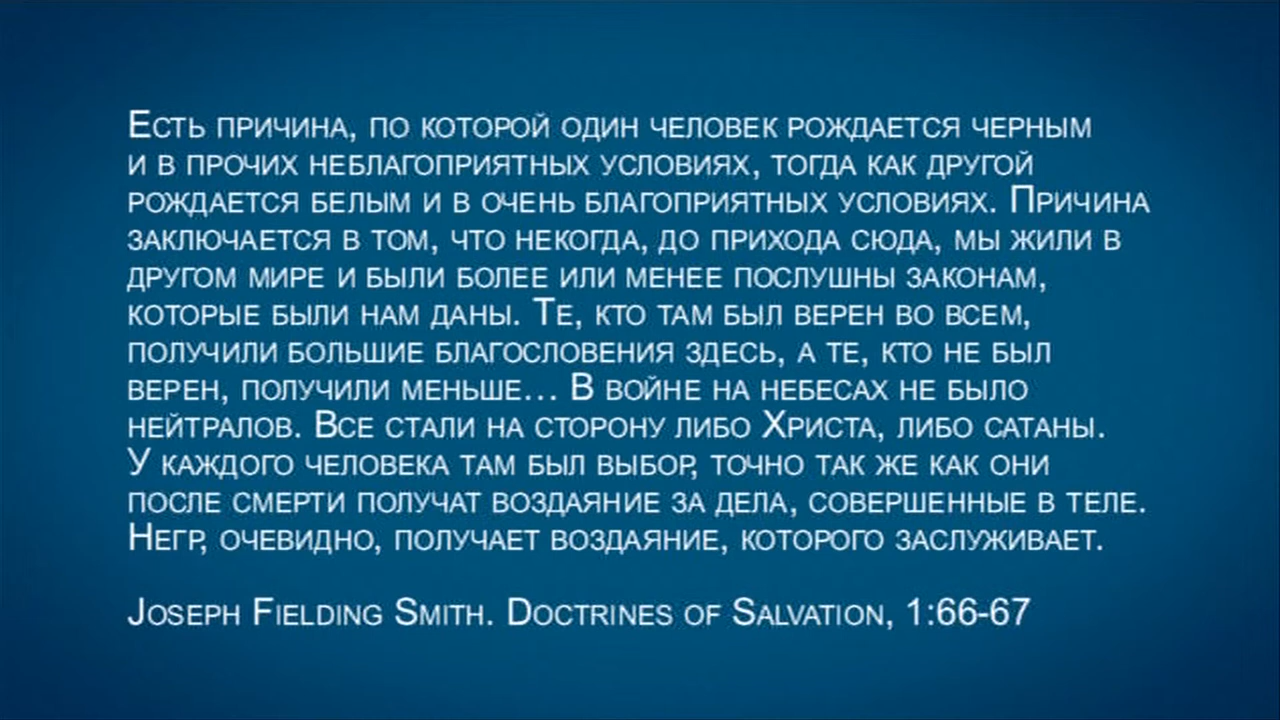 Есть причина, по которой один человек рождается черным
и в прочих неблагоприятных условиях, тогда как другой
рождается белым и в очень благоприятных условиях. Причина
заключается в том, что некогда, до прихода сюда, мы жили в
другом мире и были более или менее послушны законам,
которые были нам даны. Те, кто там был верен во всем,
получили большие благословения здесь, а те, кто не был
верен, получили меньше... В войне на небесах не было
нейтралов. Все стали на сторону либо Христа, либо сатаны.
У каждого человека там был выбор, точно так же как они
после смерти получат воздаяние за дела, совершенные в теле.
Негр, очевидно, получает воздаяние, которого заслуживает.
Joseph Fielding Smith. Doctrines of Salvation, 1:66-67